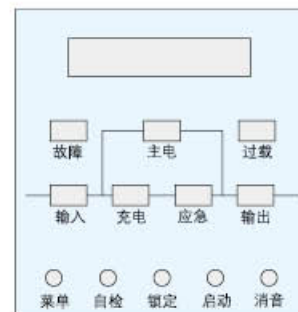 故障 主电 过载
输入 充电 应急 输出
菜单 自检 锁定 启动 消音